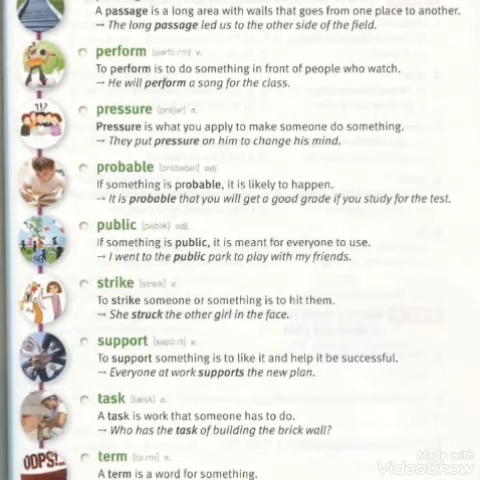 A passage is a long area with walls that goes from one place to another.
→ The long passage led us to the other side of the field.
perform v.
To perform is to do something in front of people who watch.
→ He will perform a song for the class.
???
pressure n.
Pressure is what you apply to make someone do something.
→ They put pressure on him to change his mind.
probable adj.
If something is probable, it is likely to happen.
→ It is probable that you will get a good grade if you study for the test.
public adj.
If something is public, it is meant for everyone to use.
→ I went to the public park to play with my friends.
strike [straik] v.
To strike someone or something is to hit them.
→ She struck the other girl in the face.
support v.
To support something is to like it and help it be successful.
→ Everyone at work supports the new plan.
task [tæsk] n.
A task is work that someone has to do.
→ Who has the task of building the brick wall?
OOPS!..
term n.
A term is a word for something.
Made with
VideoShow